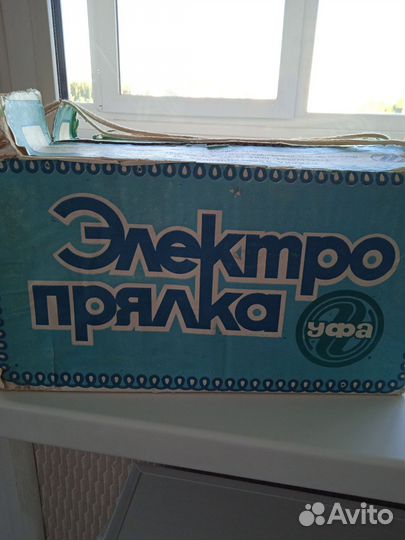 Электро
прялка
уфа
Avito